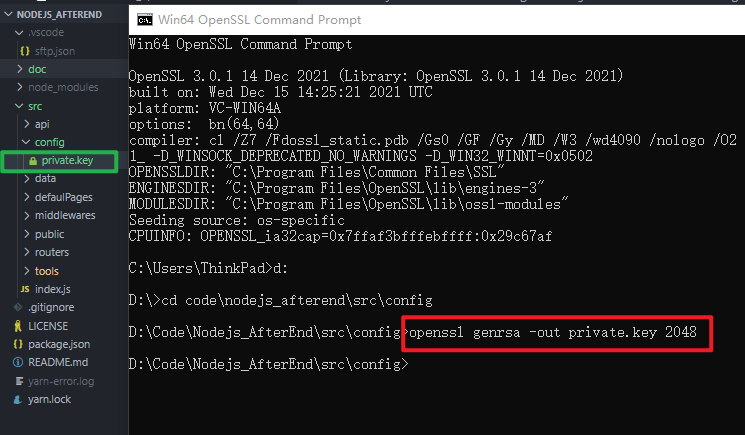 NODEJS_AFTEREND
.vscode
sftp.json
doc
node_modules
src
api
config
private.key
data
defaulPages
middlewares
public
routers
tools
index.js
.gitignore
LICENSE
package.json
README.md
yarn-error.log
yarn.lock
Win64 OpenSSL Command Prompt
Win64 OpenSSL Command Prompt
OpenSSL 3.0.1 14 Dec 2021 (Library: OpenSSL 3.0.1 14 Dec 2021)
built on: Wed Dec 15 14:25:21 2021 UTC
platform: VC-WIN64A
options:  bn(64,64)
compiler: cl /Z7 /Fdossl_static.pdb /Gs0 /GF /Gy /MD /W3 /wd4090 /nologo /O2
1_ -D_WINSOCK_DEPRECATED_NO_WARNINGS -D_WIN32_WINNT=0x0502
OPENSSLDIR: "C:\Program Files\Common Files\SSL"
ENGINESDIR: "C:\Program Files\OpenSSL\lib\engines-3"
MODULESDIR: "C:\Program Files\OpenSSL\lib\ossl-modules"
Seeding source: os-specific
CPUINFO: OPENSSL_ia32cap=0x7ffaf3bfffebffff:0x29c67af
C:\Users\ThinkPad>d:
D:\>cd code\nodejs_afterend\src\config
D:\Code\Nodejs_AfterEnd\src\config>openssl genrsa -out private.key 2048
D:\Code\Nodejs_AfterEnd\src\config>